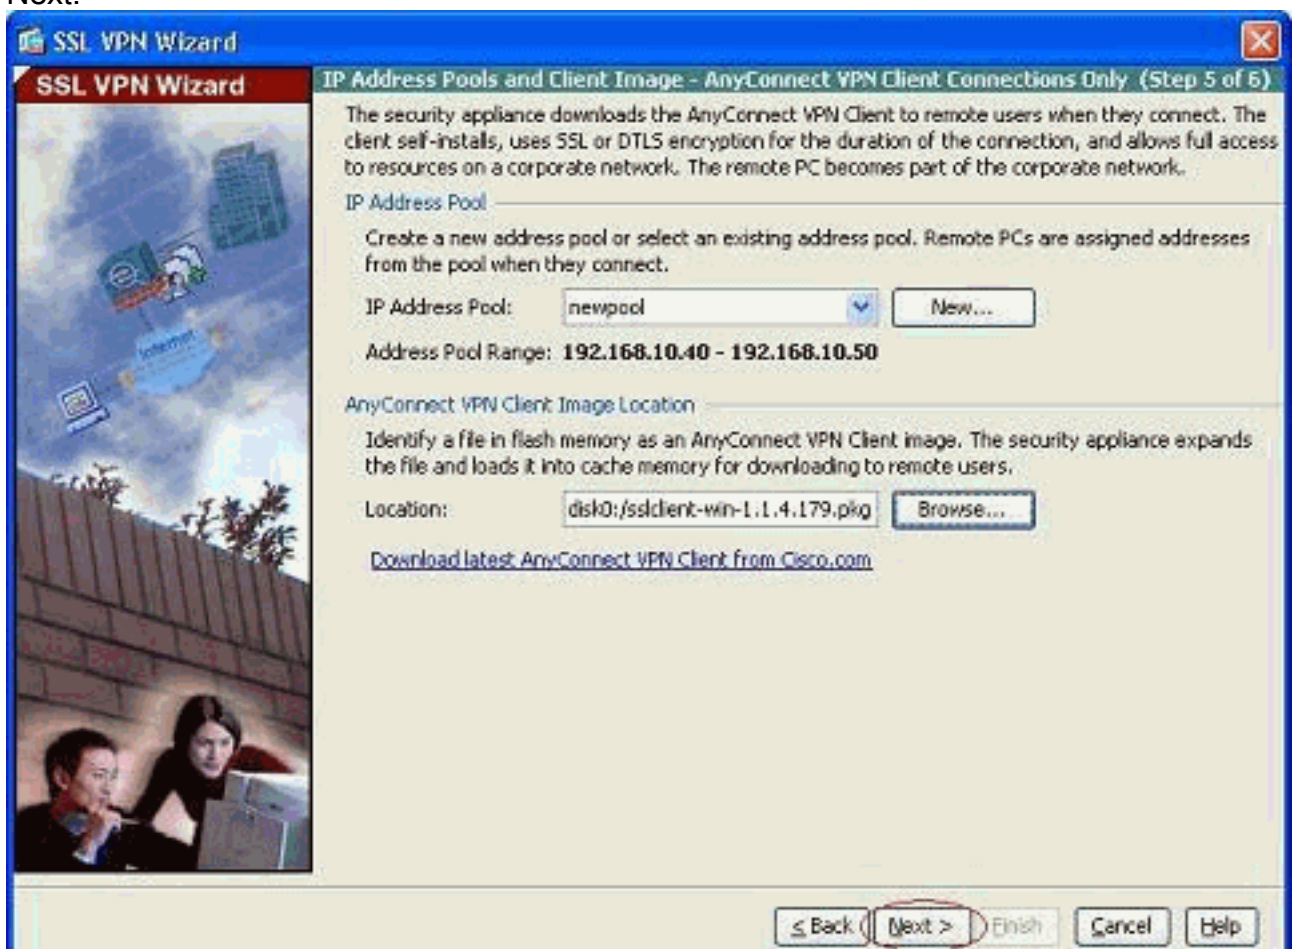 Next.
SSL VPN Wizard
SSL VPN Wizard
IP Address Pools and Client Image - AnyConnect VPN Client Connections Only (Step 5 of 6)
The security appliance downloads the AnyConnect VPN Client to remote users when they connect. The
client self-installs, uses SSL or DTLS encryption for the duration of the connection, and allows full access
to resources on a corporate network. The remote PC becomes part of the corporate network.
IP Address Pool
Create a new address pool or select an existing address pool. Remote PCs are assigned addresses
from the pool when they connect.
IP Address Pool: newpool New...
Address Pool Range: 192.168.10.40 - 192.168.10.50
AnyConnect VPN Client Image Location
Identify a file in flash memory as an AnyConnect VPN Client image. The security appliance expands
the file and loads it into cache memory for downloading to remote users.
Location: disk0:/sslclient-win-1.1.4.179.pkg Browse...
Download latest AnyConnect VPN Client from Cisco.com
Internet
< Back Next > Finish Cancel Help